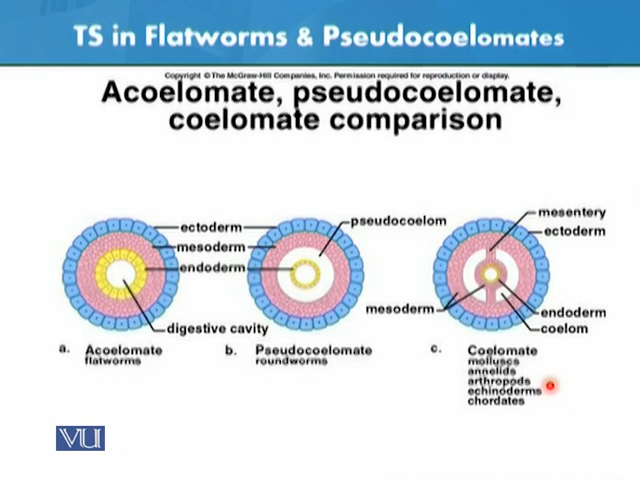 TS in Flatworms & Pseudocoelomates
Copyright © The McGraw-Hill Companies, Inc. Permission required for reproduction or display.
Acoelomate, pseudocoelomate,
coelomate comparison
ectoderm
mesoderm
endoderm
digestive cavity
pseudocoelom
mesentery
ectoderm
mesoderm
endoderm
coelom
a. Acoelomate
flatworms
b. Pseudocoelomate
roundworms
c. Coelomate
molluscs
annelids
arthropods
echinoderms
chordates
VU